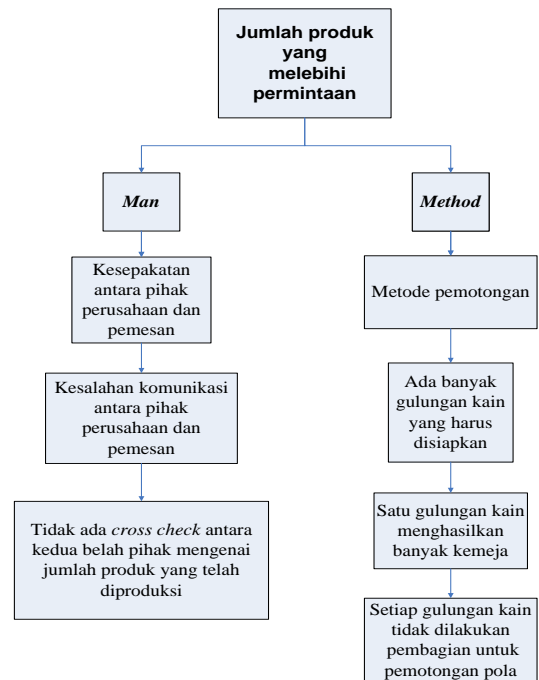 Jumlah produk
yang
melebihi
permintaan
Man
Method
Kesepakatan
antara pihak
perusahaan dan
pemesan
Metode pemotongan
Kesalahan komunikasi
antara pihak
perusahaan dan
pemesan
Ada banyak
gulungan kain
yang harus
disiapkan
Tidak ada cross check antara
kedua belah pihak mengenai
jumlah produk yang telah
diproduksi
Satu gulungan kain
menghasilkan
banyak kemeja
Setiap gulungan kain
tidak dilakukan
pembagian untuk
pemotongan pola